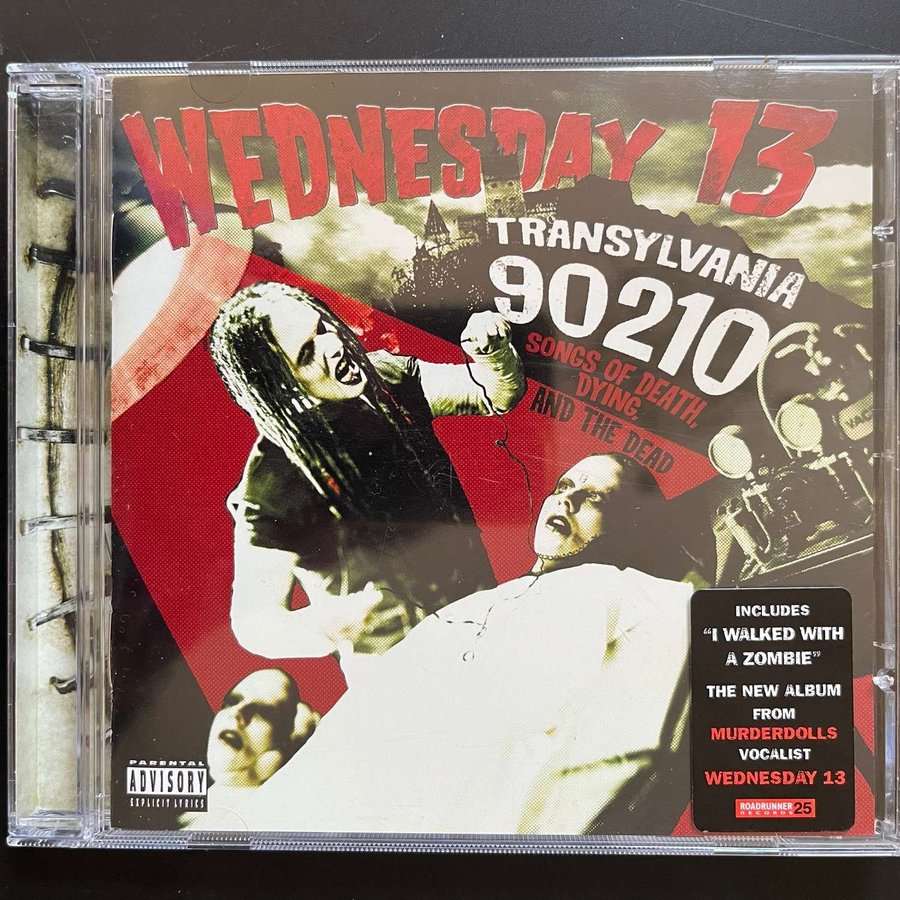 WEDNESDAY 13
TRANSYLVANIA
90210
SONGS OF DEATH,
DYING
AND THE DEAD
INCLUDES
“I WALKED WITH
A ZOMBIE”
THE NEW ALBUM
FROM
MURDERDOLLS
VOCALIST
WEDNESDAY 13
ROADRUNNER
RECORDS 25
PARENTAL
ADVISORY
EXPLICIT LYRICS